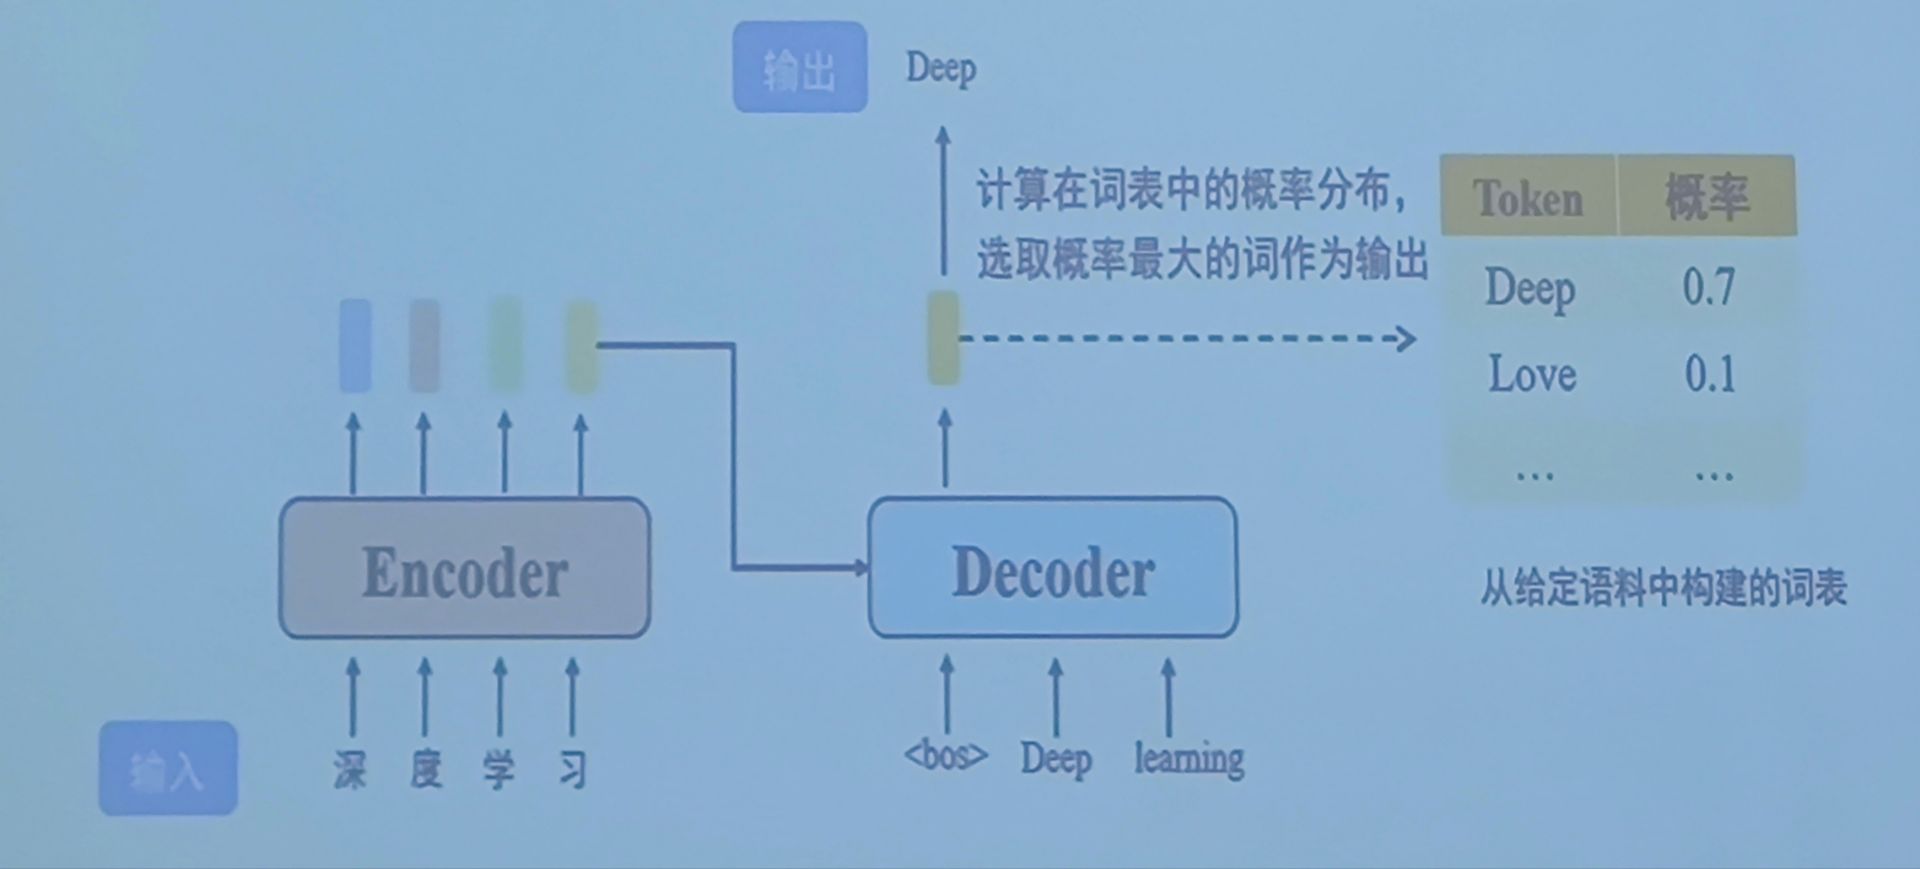 输出 Deep
计算在词表中的概率分布，
选取概率最大的词作为输出
Token 概率
Deep 0.7
Love 0.1
... ...
从给定语料中构建的词表
Encoder
Decoder
输入
深 度 学 习
<bos> Deep learning